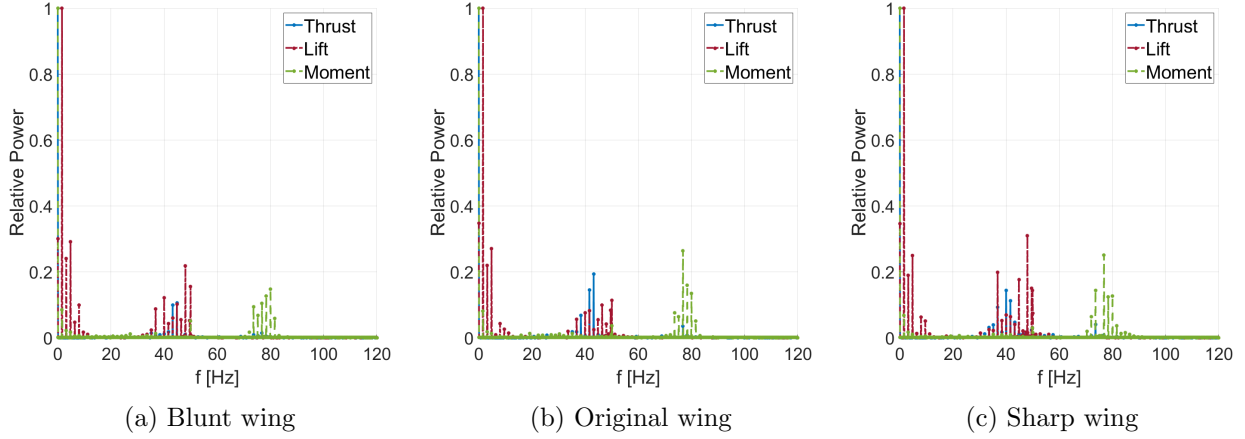 1
0.8
0.6
0.4
0.2
0
Relative Power
0 20 40 60 80 100 120
f [Hz]
Thrust
Lift
Moment
(a) Blunt wing
1
0.8
0.6
0.4
0.2
0
Relative Power
0 20 40 60 80 100 120
f [Hz]
Thrust
Lift
Moment
(b) Original wing
1
0.8
0.6
0.4
0.2
0
Relative Power
0 20 40 60 80 100 120
f [Hz]
Thrust
Lift
Moment
(c) Sharp wing